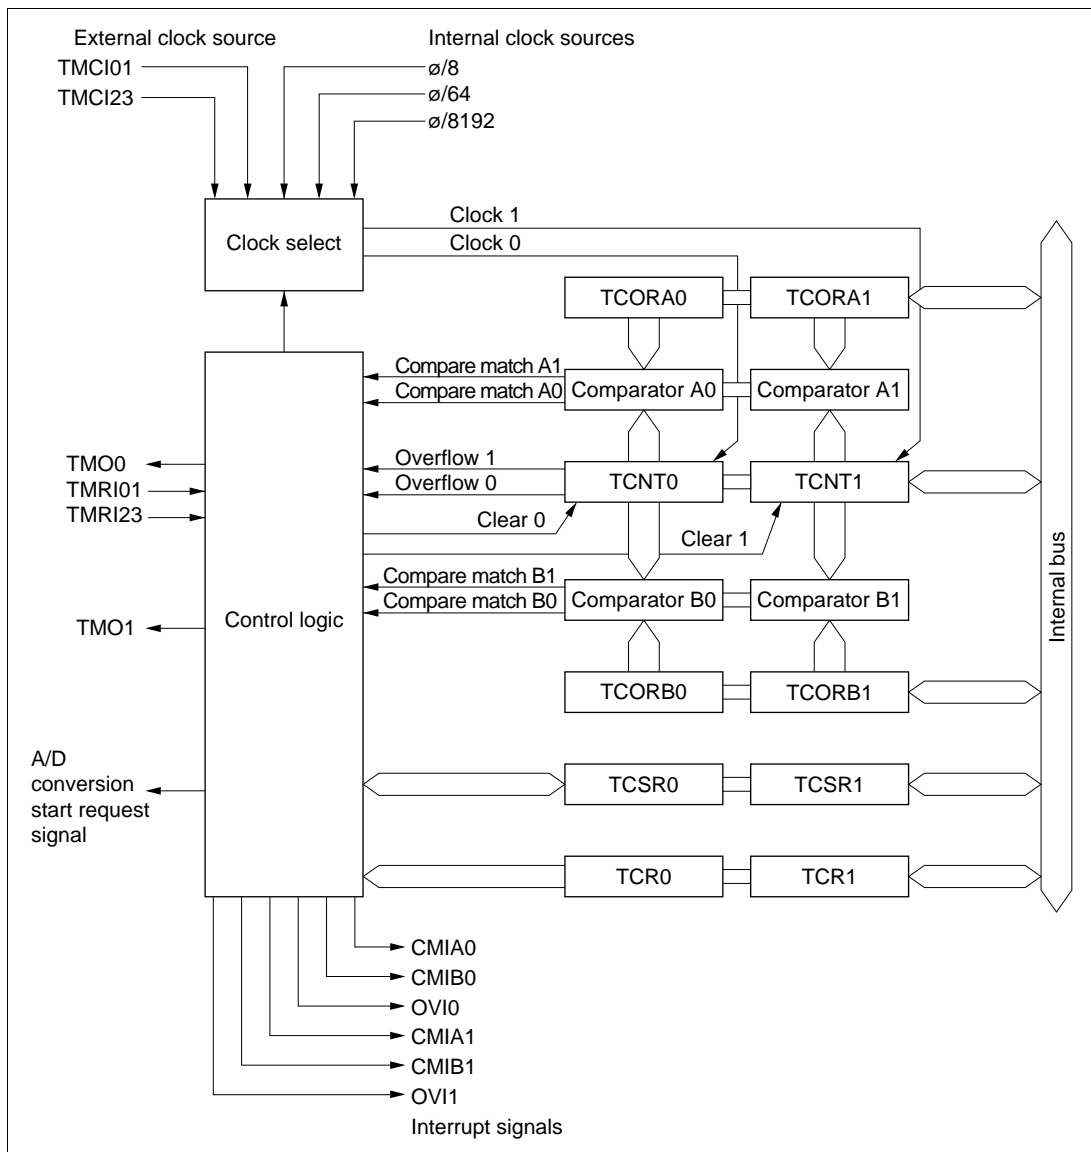 External clock source
Internal clock sources
TMCI01
TMCI23
ø/8
ø/64
ø/8192
Clock select
Clock 1
Clock 0
TCORA0
TCORA1
Compare match A1
Compare match A0
Comparator A0
Comparator A1
TMO0
TMRI01
TMRI23
Overflow 1
Overflow 0
TCNT0
TCNT1
Clear 0
Clear 1
Compare match B1
Compare match B0
Comparator B0
Comparator B1
Control logic
TMO1
Internal bus
TCORB0
TCORB1
A/D
conversion
start request
signal
TCSR0
TCSR1
TCR0
TCR1
CMIA0
CMIB0
OVI0
CMIA1
CMIB1
OVI1
Interrupt signals